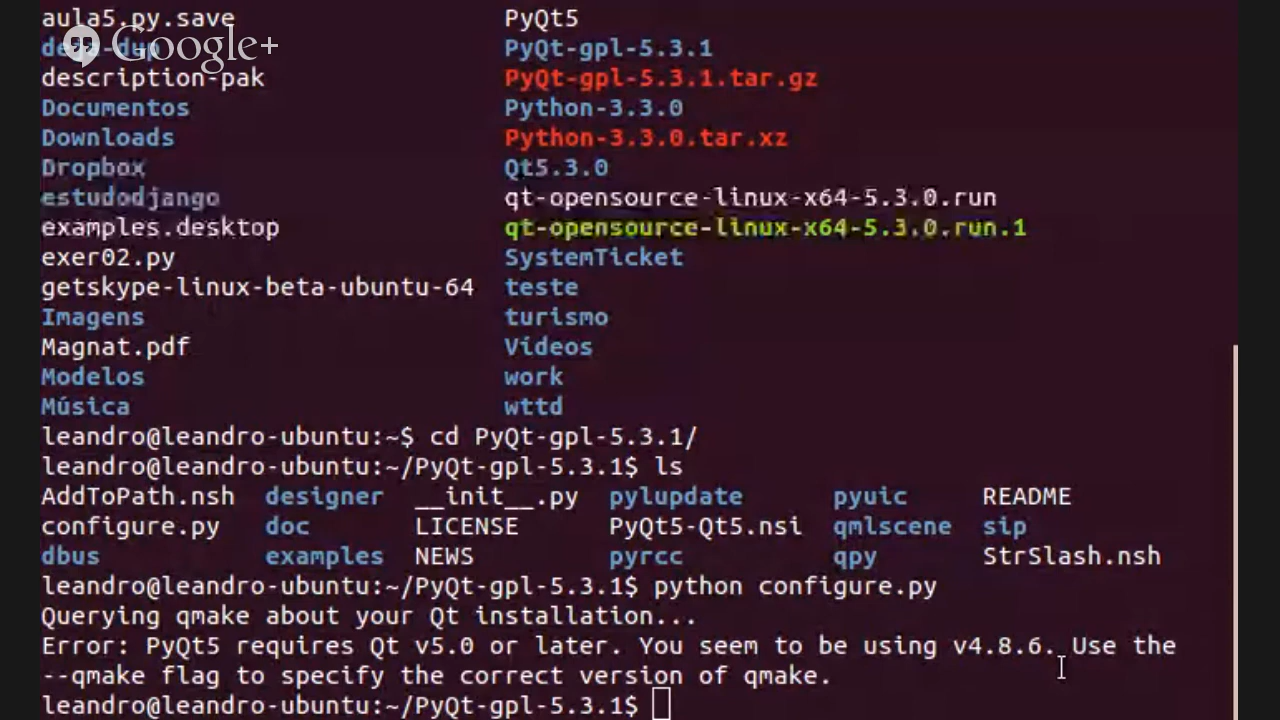 aula5.py.save PyQt5
Google+
deja-dup PyQt-gpl-5.3.1
description-pak PyQt-gpl-5.3.1.tar.gz
Documentos Python-3.3.0
Downloads Python-3.3.0.tar.xz
Dropbox Qt5.3.0
estudodjango qt-opensource-linux-x64-5.3.0.run
examples.desktop qt-opensource-linux-x64-5.3.0.run.1
exer02.py SystemTicket
getskype-linux-beta-ubuntu-64 teste
Imagens turismo
Magnat.pdf Vídeos
Modelos work
Música wttd
leandro@leandro-ubuntu:~$ cd PyQt-gpl-5.3.1/
leandro@leandro-ubuntu:~/PyQt-gpl-5.3.1$ ls
AddToPath.nsh designer __init__.py pylupdate pyuic README
configure.py doc LICENSE PyQt5-Qt5.nsi qmlscene sip
dbus examples NEWS pyrcc qpy StrSlash.nsh
leandro@leandro-ubuntu:~/PyQt-gpl-5.3.1$ python configure.py
Querying qmake about your Qt installation...
Error: PyQt5 requires Qt v5.0 or later. You seem to be using v4.8.6. Use the
--qmake flag to specify the correct version of qmake.
leandro@leandro-ubuntu:~/PyQt-gpl-5.3.1$